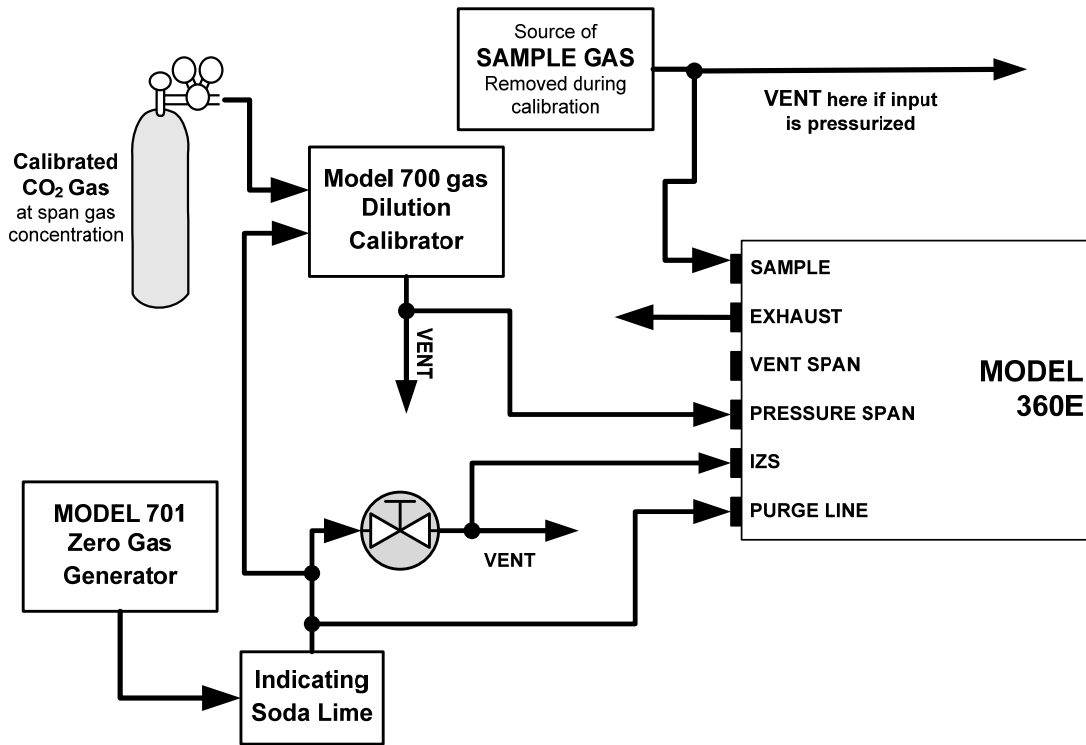 Source of
SAMPLE GAS
Removed during
calibration
VENT here if input
is pressurized
Calibrated
CO₂ Gas
at span gas
concentration
Model 700 gas
Dilution
Calibrator
VENT
SAMPLE
EXHAUST
VENT SPAN
PRESSURE SPAN
IZS
PURGE LINE
MODEL
360E
MODEL 701
Zero Gas
Generator
VENT
Indicating
Soda Lime